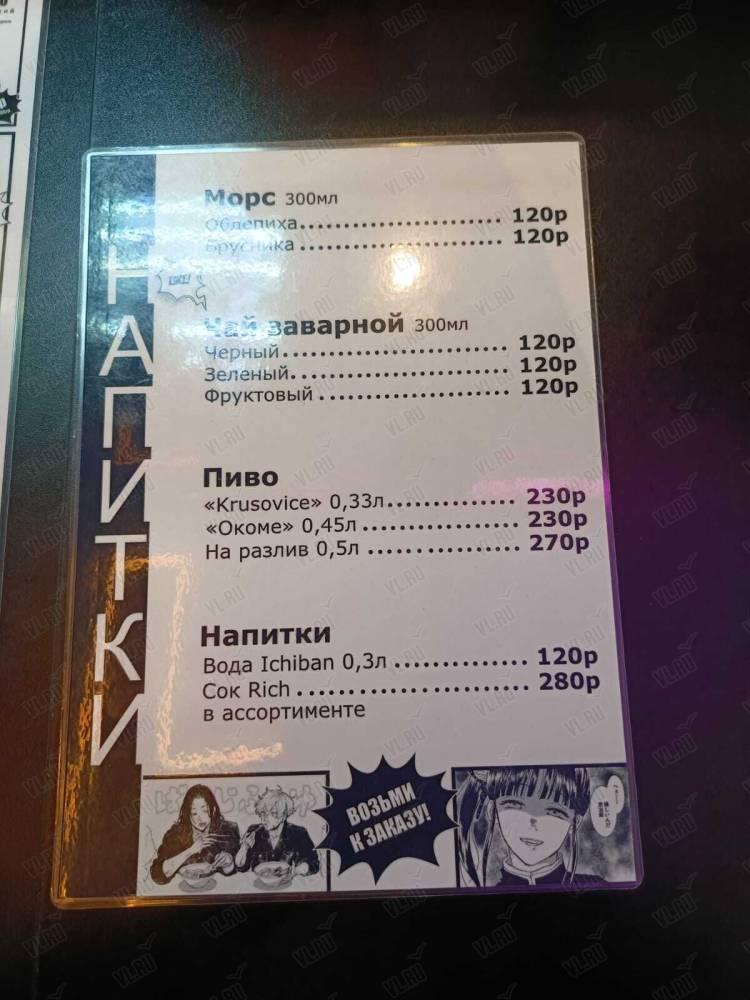 НАПИТКИ
Морс 300мл
Облепиха.................... 120р
Брусника .................... 120р
LIKE!
Чай заварной 300мл
Черный....................... 120р
Зеленый...................... 120р
Фруктовый .................... 120р
Пиво
«Krusovice» 0,33л............. 230р
«Окоме» 0,45л ................ 230р
На разлив 0,5л ............... 270р
Напитки
Вода Ichiban 0,3л ............. 120р
Сок Rich ....................... 280р
в ассортименте
ВОЗЬМИ
К ЗАКАЗУ!
VL.RU